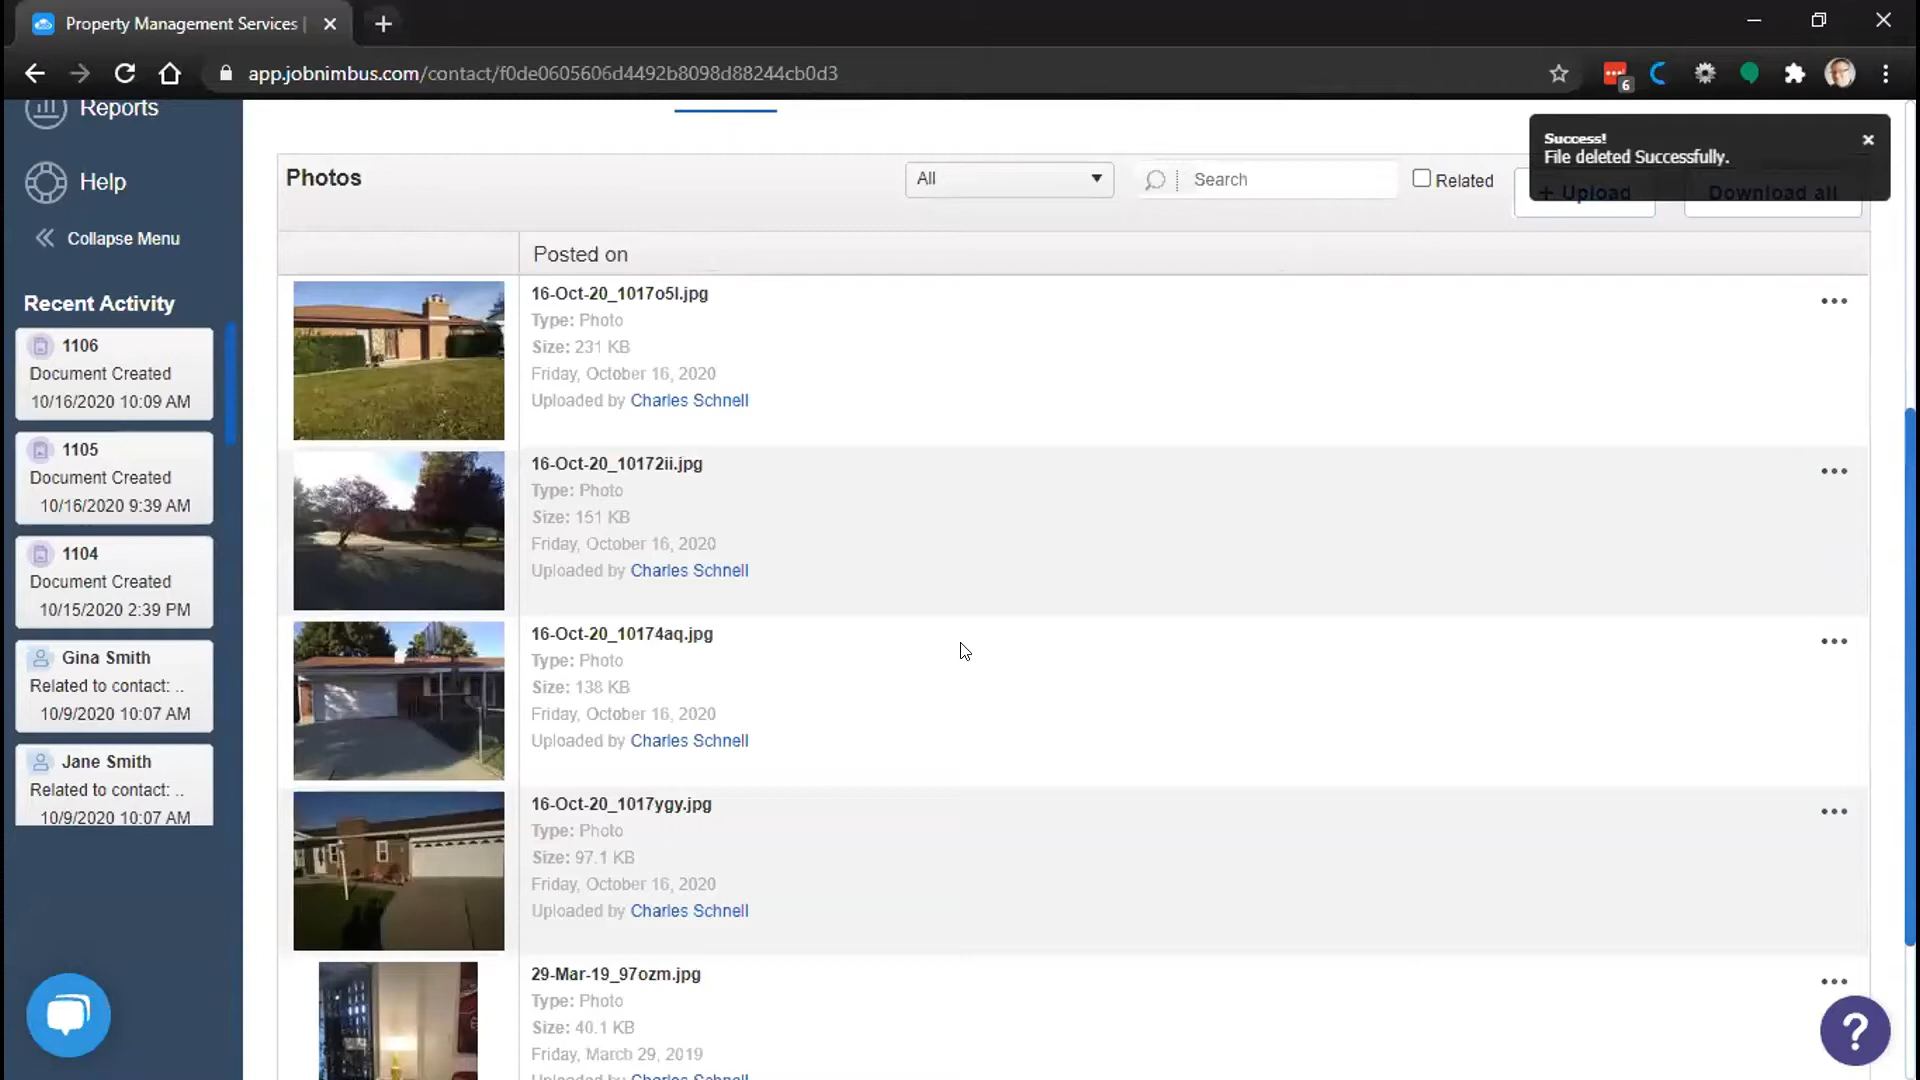 Property Management Services |
app.jobnimbus.com/contact/f0de0605606d4492b8098d88244cb0d3
6
Reports
Help
Collapse Menu
Recent Activity
1106
Document Created
10/16/2020 10:09 AM
1105
Document Created
10/16/2020 9:39 AM
1104
Document Created
10/15/2020 2:39 PM
Gina Smith
Related to contact: ..
10/9/2020 10:07 AM
Jane Smith
Related to contact: ..
10/9/2020 10:07 AM
Photos
All
Search
Related
+ Upload
Download all
Success!
File deleted Successfully.
Posted on
16-Oct-20_1017o5l.jpg
Type: Photo
Size: 231 KB
Friday, October 16, 2020
Uploaded by Charles Schnell
16-Oct-20_10172ii.jpg
Type: Photo
Size: 151 KB
Friday, October 16, 2020
Uploaded by Charles Schnell
16-Oct-20_10174aq.jpg
Type: Photo
Size: 138 KB
Friday, October 16, 2020
Uploaded by Charles Schnell
16-Oct-20_1017ygy.jpg
Type: Photo
Size: 97.1 KB
Friday, October 16, 2020
Uploaded by Charles Schnell
29-Mar-19_97ozm.jpg
Type: Photo
Size: 40.1 KB
Friday, March 29, 2019
Uploaded by Charles Schnell
?